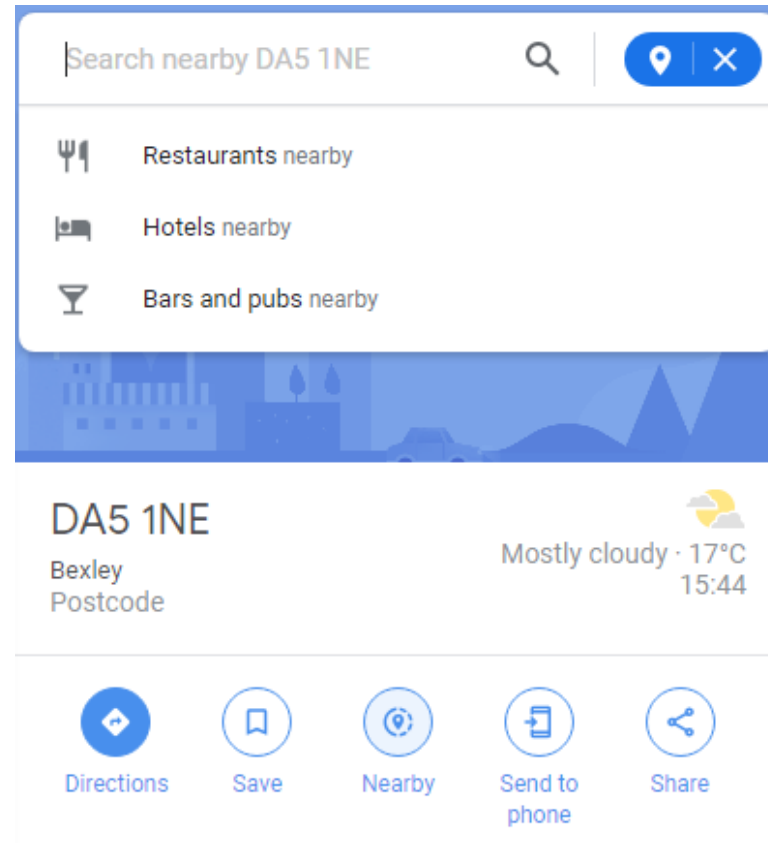 Search nearby DA5 1NE
Restaurants nearby
Hotels nearby
Bars and pubs nearby
DA5 1NE
Bexley
Postcode
Mostly cloudy · 17°C
15:44
Directions
Save
Nearby
Send to
phone
Share